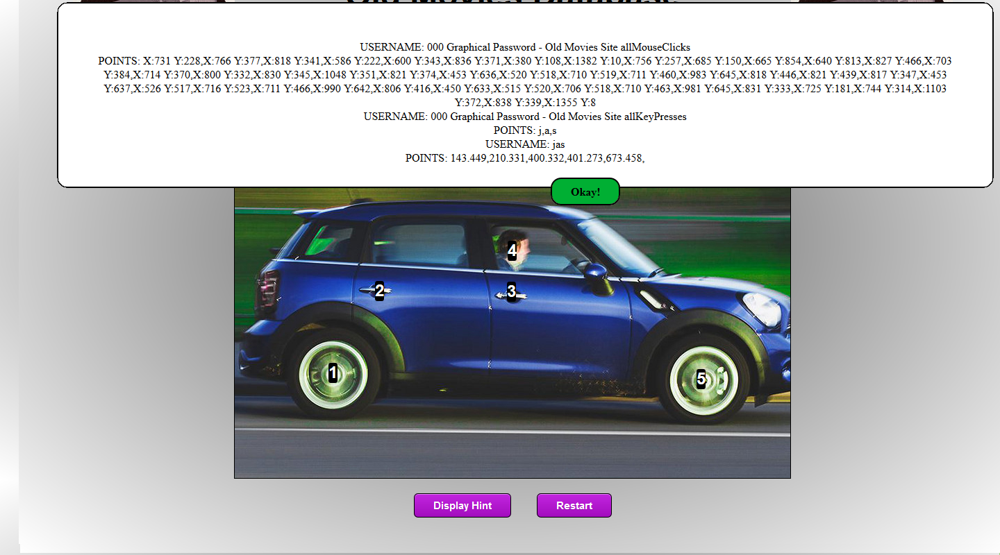 Old Movies Database
USERNAME: 000 Graphical Password - Old Movies Site allMouseClicks
POINTS: X:731 Y:228,X:766 Y:377,X:818 Y:341,X:586 Y:222,X:600 Y:343,X:836 Y:371,X:380 Y:108,X:1382 Y:10,X:756 Y:257,X:685 Y:150,X:665 Y:854,X:640 Y:813,X:827 Y:466,X:703
Y:384,X:714 Y:370,X:800 Y:332,X:830 Y:345,X:1048 Y:351,X:821 Y:374,X:453 Y:636,X:520 Y:518,X:710 Y:519,X:711 Y:460,X:983 Y:645,X:818 Y:446,X:821 Y:439,X:817 Y:347,X:453
Y:637,X:526 Y:517,X:716 Y:523,X:711 Y:466,X:990 Y:642,X:806 Y:416,X:450 Y:633,X:515 Y:520,X:706 Y:518,X:710 Y:463,X:981 Y:645,X:831 Y:333,X:725 Y:181,X:744 Y:314,X:1103
Y:372,X:838 Y:339,X:1355 Y:8
USERNAME: 000 Graphical Password - Old Movies Site allKeyPresses
POINTS: j,a,s
USERNAME: jas
POINTS: 143.449,210.331,400.332,401.273,673.458,
Okay!
4
2
3
1
5
Display Hint
Restart